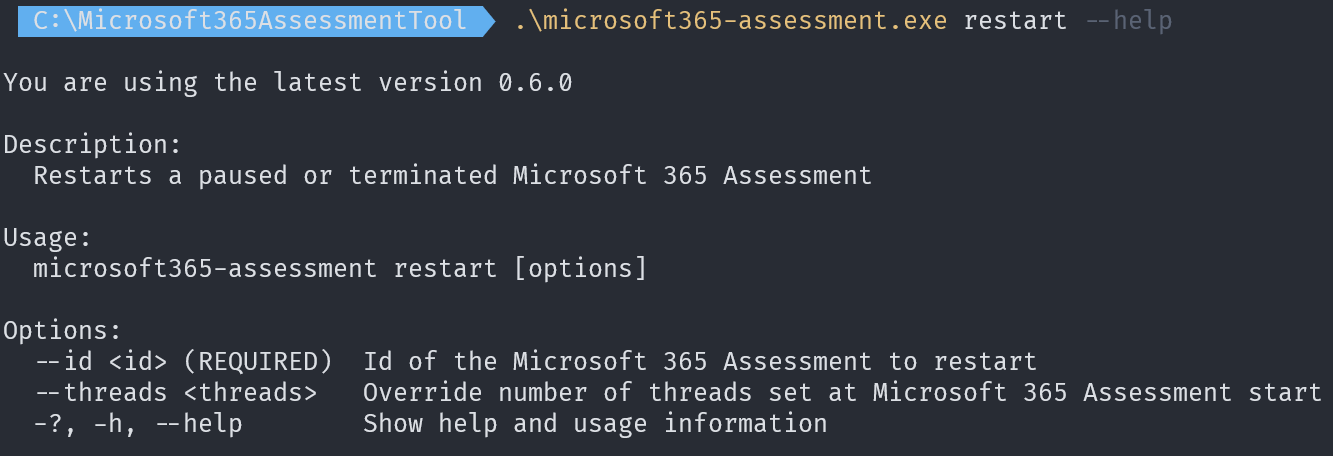 C:\Microsoft365AssessmentTool .\microsoft365-assessment.exe restart --help
You are using the latest version 0.6.0
Description:
Restarts a paused or terminated Microsoft 365 Assessment
Usage:
microsoft365-assessment restart [options]
Options:
--id <id> (REQUIRED) Id of the Microsoft 365 Assessment to restart
--threads <threads> Override number of threads set at Microsoft 365 Assessment start
-?, -h, --help Show help and usage information